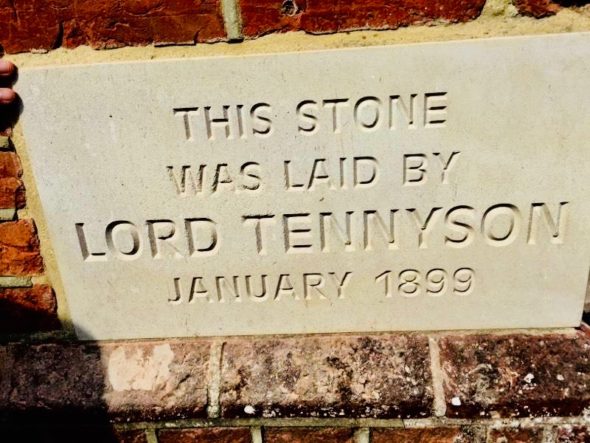 THIS STONE
WAS LAID BY
LORD TENNYSON
JANUARY 1899